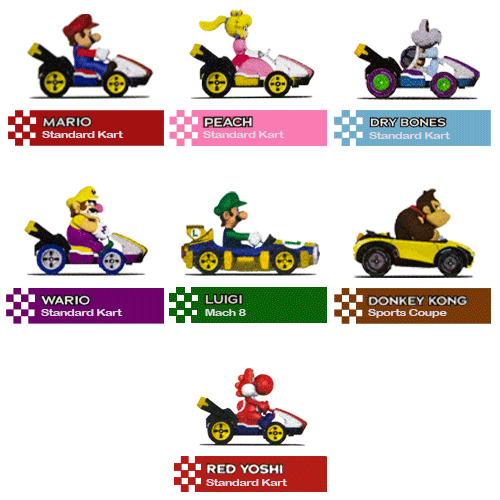 MARIO
Standard Kart
PEACH
Standard Kart
DRY BONES
Standard Kart
WARIO
Standard Kart
LUIGI
Mach 8
DONKEY KONG
Sports Coupe
RED YOSHI
Standard Kart